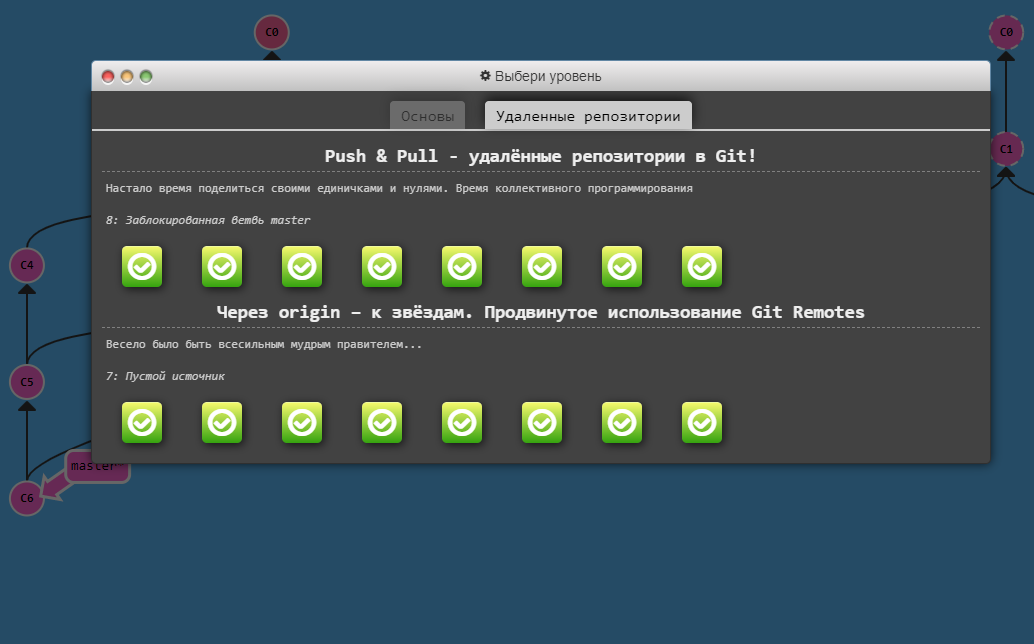 C0
C0
Выбери уровень
Основы
Удаленные репозитории
C1
Push & Pull - удалённые репозитории в Git!
Настало время поделиться своими единичками и нулями. Время коллективного программирования
8: Заблокированная ветвь master
C4
Через origin – к звёздам. Продвинутое использование Git Remotes
Весело было быть всесильным мудрым правителем...
7: Пустой источник
C5
master*
C6